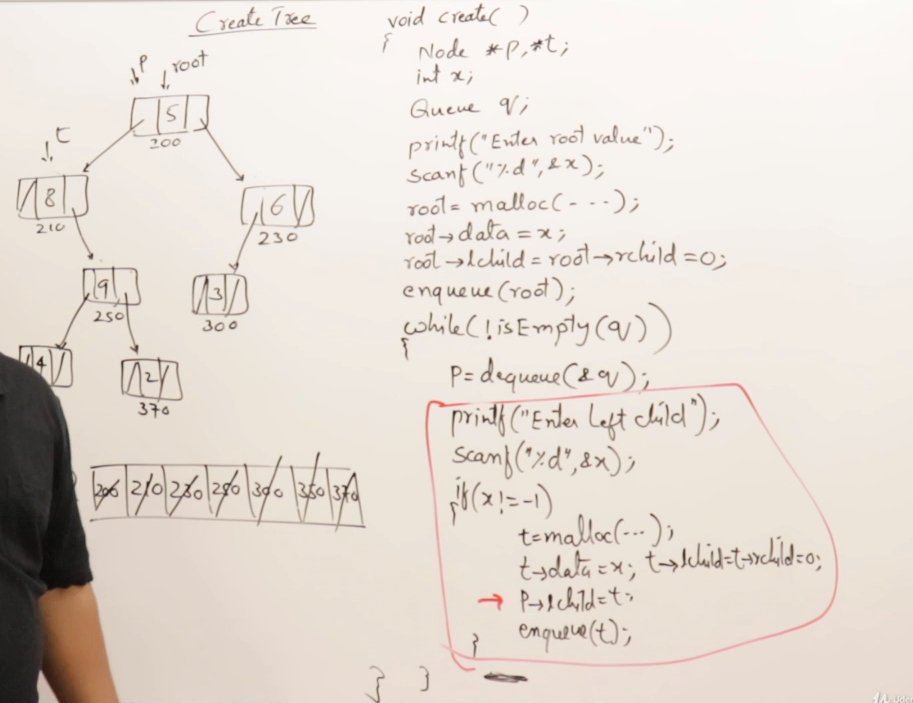 Create Tree
p root
5
200
t
8
210
6
230
9
250
3
300
4
2
370
200 210 230 250 300 350 370
void create( )
{
Node *p,*t;
int x;
Queue q;
printf("Enter root value");
scanf("%d",&x);
root= malloc(----);
root→data=x;
root→lchild=root→rchild=0;
enqueue(root);
while(!isEmpty(q))
{
P=dequeue(&q);
printf("Enter Left child");
scanf("%d",&x);
if(x!=-1)
{
t=malloc(---);
t→data=x; t→lchild=t→rchild=0;
→ P→lchild=t;
enqueue(t);
}
} }